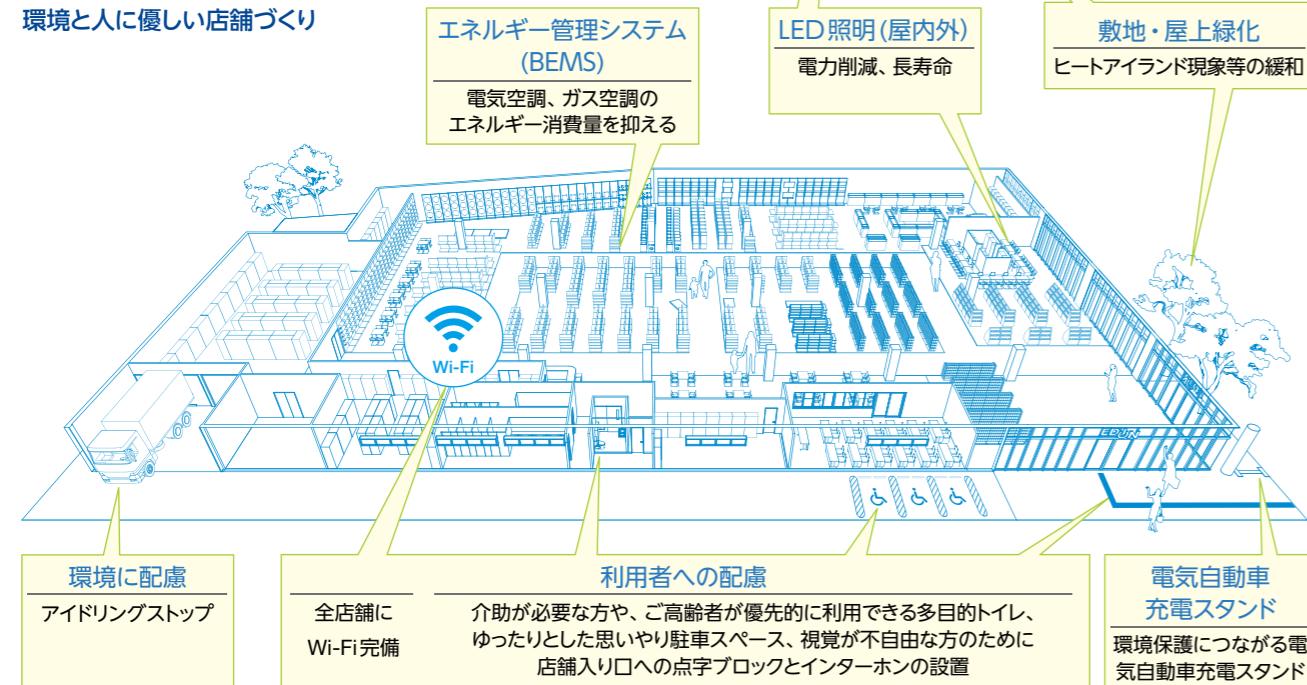 環境と人に優しい店舗づくり
エネルギー管理システム
(BEMS)
電気空調、ガス空調の
エネルギー消費量を抑える
LED照明(屋内外)
電力削減、長寿命
敷地・屋上緑化
ヒートアイランド現象等の緩和
Wi-Fi
EDION
環境に配慮
アイドリングストップ
利用者への配慮
全店舗に
Wi-Fi完備
介助が必要な方や、ご高齢者が優先的に利用できる多目的トイレ、
ゆったりとした思いやり駐車スペース、視覚が不自由な方のために
店舗入り口への点字ブロックとインターホンの設置
電気自動車
充電スタンド
環境保護につながる電
気自動車充電スタンド